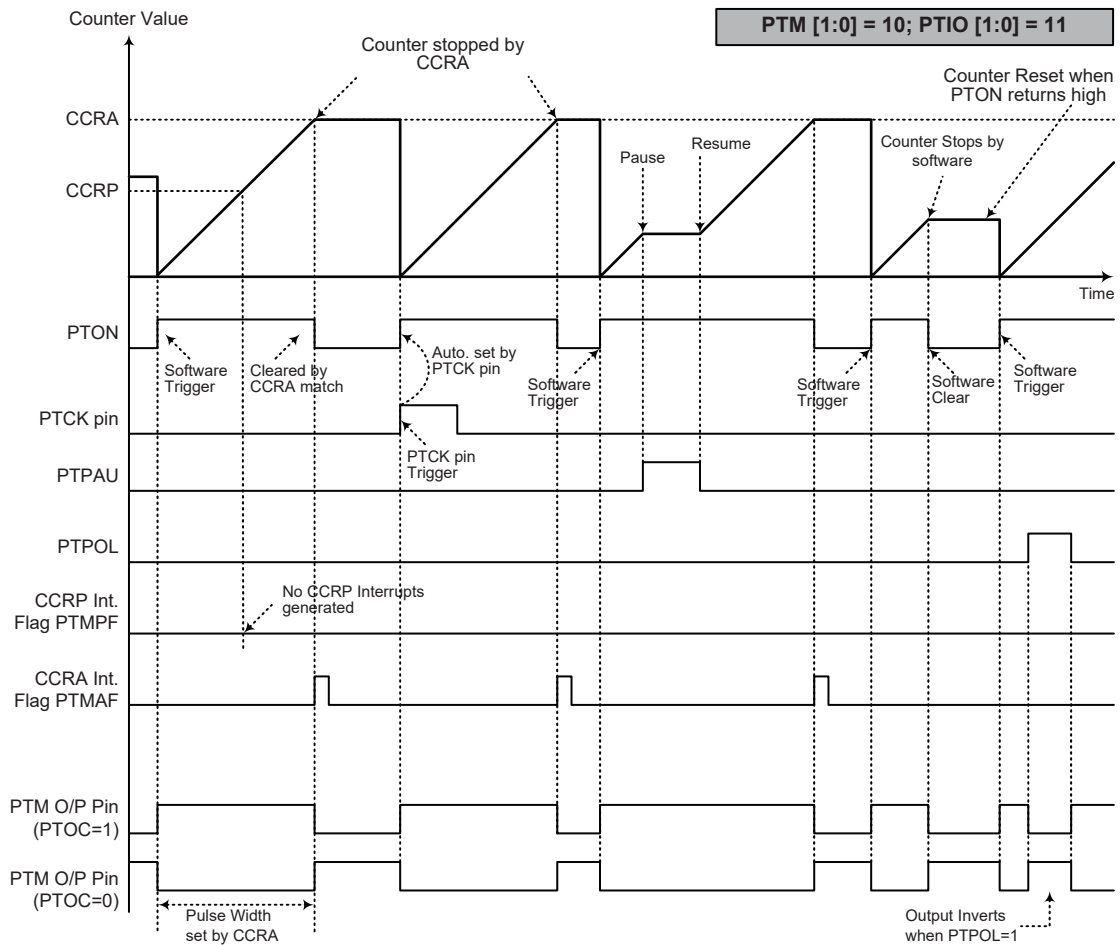 Counter Value
PTM [1:0] = 10; PTIO [1:0] = 11
Counter stopped by
CCRA
Counter Reset when
PTON returns high
CCRA
Pause
Resume
Counter Stops by
software
CCRP
Time
PTON
Software
Trigger
Cleared by
CCRA match
Auto. set by
PTCK pin
Software
Trigger
Software
Trigger
Software
Clear
Software
Trigger
PTCK pin
PTCK pin
Trigger
PTPAU
PTPOL
CCRP Int.
Flag PTMPF
No CCRP Interrupts
generated
CCRA Int.
Flag PTMAF
PTM O/P Pin
(PTOC=1)
PTM O/P Pin
(PTOC=0)
Pulse Width
set by CCRA
Output Inverts
when PTPOL=1